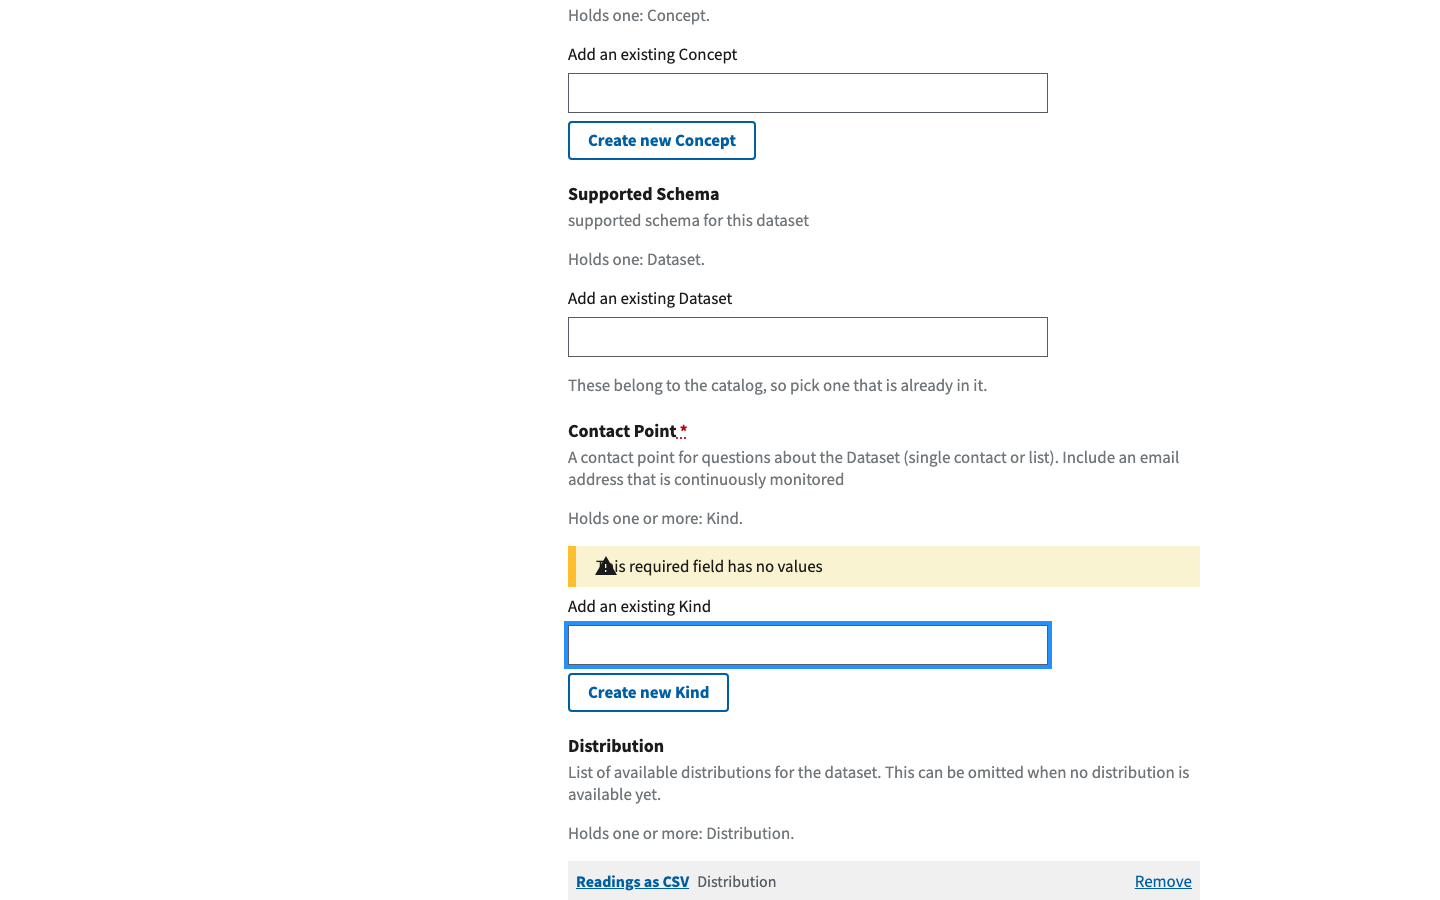 Holds one: Concept.
Add an existing Concept
Create new Concept
Supported Schema
supported schema for this dataset
Holds one: Dataset.
Add an existing Dataset
These belong to the catalog, so pick one that is already in it.
Contact Point *
A contact point for questions about the Dataset (single contact or list). Include an email
address that is continuously monitored
Holds one or more: Kind.
This required field has no values
Add an existing Kind
Create new Kind
Distribution
List of available distributions for the dataset. This can be omitted when no distribution is
available yet.
Holds one or more: Distribution.
Readings as CSV Distribution Remove